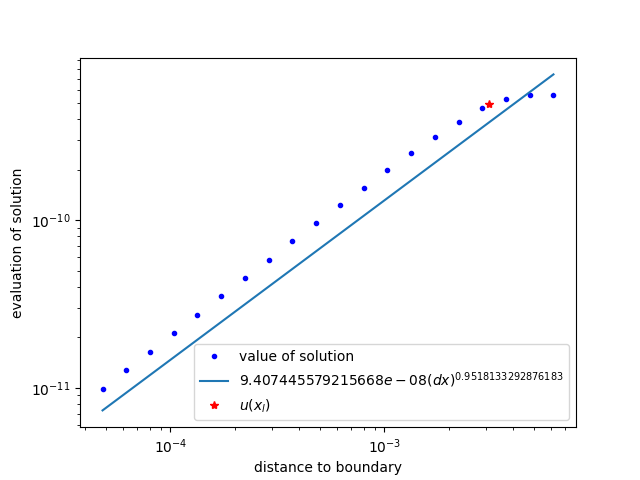 10⁻¹⁰
10⁻¹¹
evaluation of solution
value of solution
9.407445579215668e − 08(dx)^0.9518133292876183
u(x_l)
10⁻⁴
10⁻³
distance to boundary